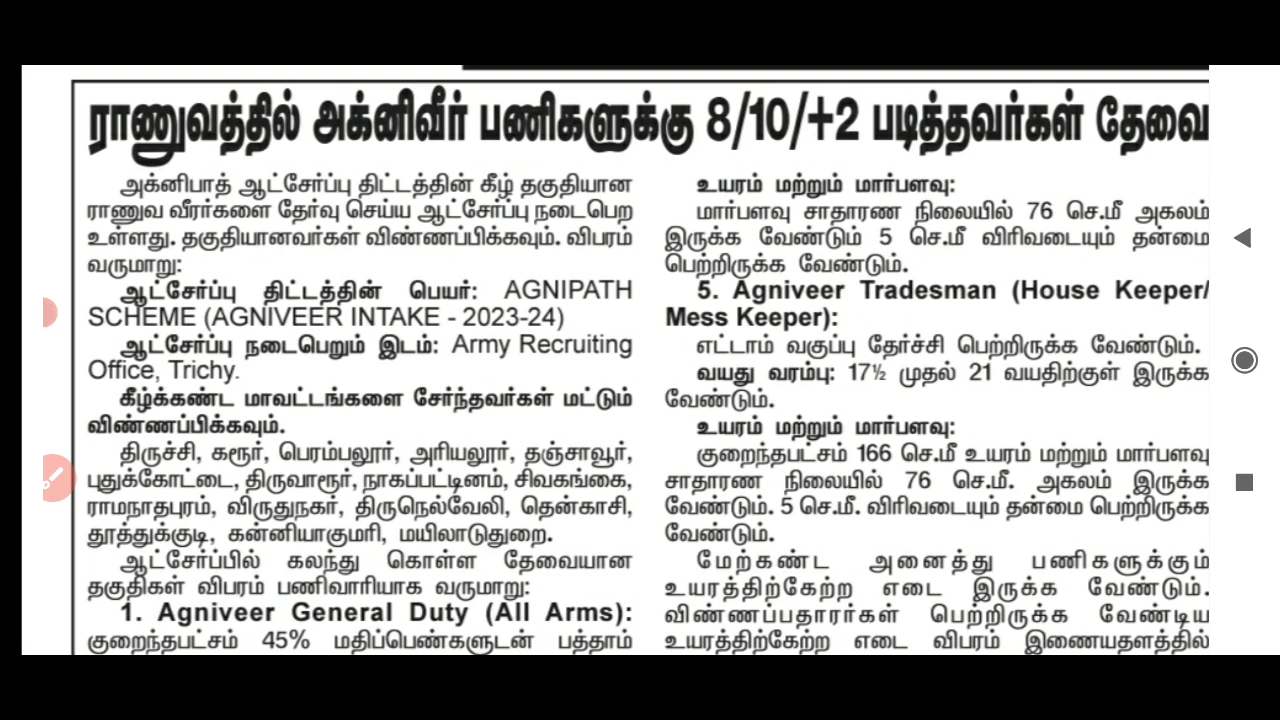 ராணுவத்தில் அக்னிவீர் பணிகளுக்கு 8/10/+2 படித்தவர்கள் தேவை
அக்னிபாத் ஆட்சேர்ப்பு திட்டத்தின் கீழ் தகுதியான
ராணுவ வீரர்களை தேர்வு செய்ய ஆட்சேர்ப்பு நடைபெற
உள்ளது. தகுதியானவர்கள் விண்ணப்பிக்கவும். விபரம்
வருமாறு:
ஆட்சேர்ப்பு திட்டத்தின் பெயர்: AGNIPATH
SCHEME (AGNIVEER INTAKE - 2023-24)
ஆட்சேர்ப்பு நடைபெறும் இடம்: Army Recruiting
Office, Trichy.
கீழ்க்கண்ட மாவட்டங்களை சேர்ந்தவர்கள் மட்டும்
விண்ணப்பிக்கவும்.
திருச்சி, கரூர், பெரம்பலூர், அரியலூர், தஞ்சாவூர்,
புதுக்கோட்டை, திருவாரூர், நாகப்பட்டினம், சிவகங்கை,
ராமநாதபுரம், விருதுநகர், திருநெல்வேலி, தென்காசி,
தூத்துக்குடி, கன்னியாகுமரி, மயிலாடுதுறை.
ஆட்சேர்ப்பில் கலந்து கொள்ள தேவையான
தகுதிகள் விபரம் பணிவாரியாக வருமாறு:
1. Agniveer General Duty (All Arms):
குறைந்தபட்சம் 45% மதிப்பெண்களுடன் பத்தாம்
உயரம் மற்றும் மார்பளவு:
மார்பளவு சாதாரண நிலையில் 76 செ.மீ அகலம்
இருக்க வேண்டும் 5 செ.மீ விரிவடையும் தன்மை
பெற்றிருக்க வேண்டும்.
5. Agniveer Tradesman (House Keeper/
Mess Keeper):
எட்டாம் வகுப்பு தேர்ச்சி பெற்றிருக்க வேண்டும்.
வயது வரம்பு: 17½ முதல் 21 வயதிற்குள் இருக்க
வேண்டும்.
உயரம் மற்றும் மார்பளவு:
குறைந்தபட்சம் 166 செ.மீ உயரம் மற்றும் மார்பளவு
சாதாரண நிலையில் 76 செ.மீ. அகலம் இருக்க
வேண்டும். 5 செ.மீ. விரிவடையும் தன்மை பெற்றிருக்க
வேண்டும்.
மேற்கண்ட அனைத்து பணிகளுக்கும்
உயரத்திற்கேற்ற எடை இருக்க வேண்டும்.
விண்ணப்பதாரர்கள் பெற்றிருக்க வேண்டிய
உயரத்திற்கேற்ற எடை விபரம் இணையதளத்தில்